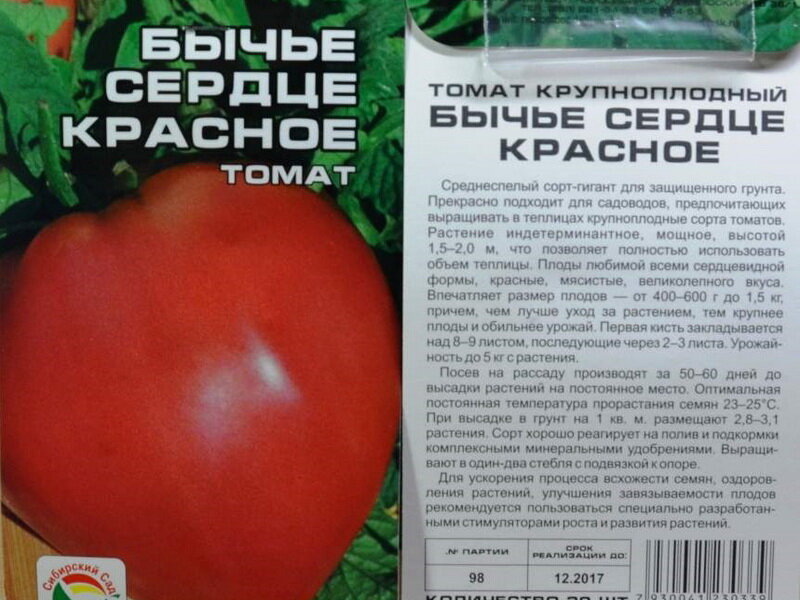 БЫЧЬЕ
СЕРДЦЕ
КРАСНОЕ
ТОМАТ
Сибирский Сад
ТОМАТ КРУПНОПЛОДНЫЙ
БЫЧЬЕ СЕРДЦЕ
КРАСНОЕ
Среднеспелый сорт-гигант для защищенного грунта.
Прекрасно подходит для садоводов, предпочитающих
выращивать в теплицах крупноплодные сорта томатов.
Растение индетерминантное, мощное, высотой
1,5–2,0 м, что позволяет полностью использовать
объем теплицы. Плоды любимой всеми сердцевидной
формы, красные, мясистые, великолепного вкуса.
Впечатляет размер плодов — от 400–600 г до 1,5 кг,
причем, чем лучше уход за растением, тем крупнее
плоды и обильнее урожай. Первая кисть закладывается
над 8–9 листом, последующие через 2–3 листа. Урожай-
ность до 5 кг с растения.
Посев на рассаду производят за 50–60 дней до
высадки растений на постоянное место. Оптимальная
постоянная температура прорастания семян 23–25°С.
При высадке в грунт на 1 кв. м. размещают 2,8–3,1
растения. Сорт хорошо реагирует на полив и подкормки
комплексными минеральными удобрениями. Выращи-
вают в один-два стебля с подвязкой к опоре.
Для ускорения процесса всхожести семян, оздоров-
ления растений, улучшения завязываемости плодов
рекомендуется пользоваться специально разработан-
ными стимуляторами роста и развития растений.
№ ПАРТИИ СРОК РЕАЛИЗАЦИИ ДО:
98 12.2017
7 930041 230339
КОЛИЧЕСТВО 20 ШТ